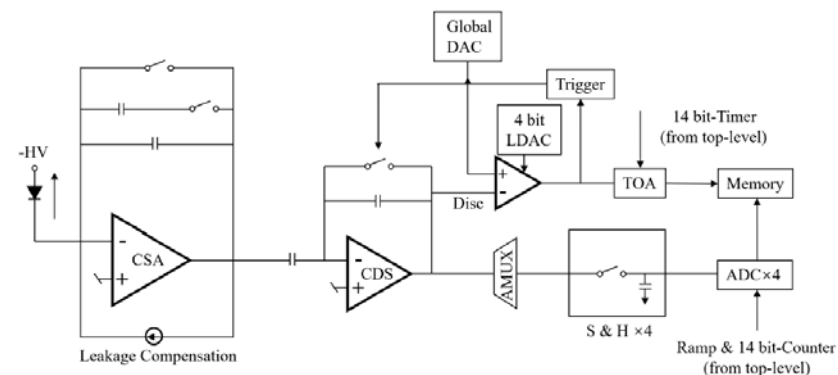 Global
DAC
Trigger
4 bit
LDAC
14 bit-Timer
(from top-level)
-HV
+
-
TOA
Memory
Disc
-
CSA
+
-
CDS
+
AMUX
ADC×4
S & H ×4
Leakage Compensation
Ramp & 14 bit-Counter
(from top-level)